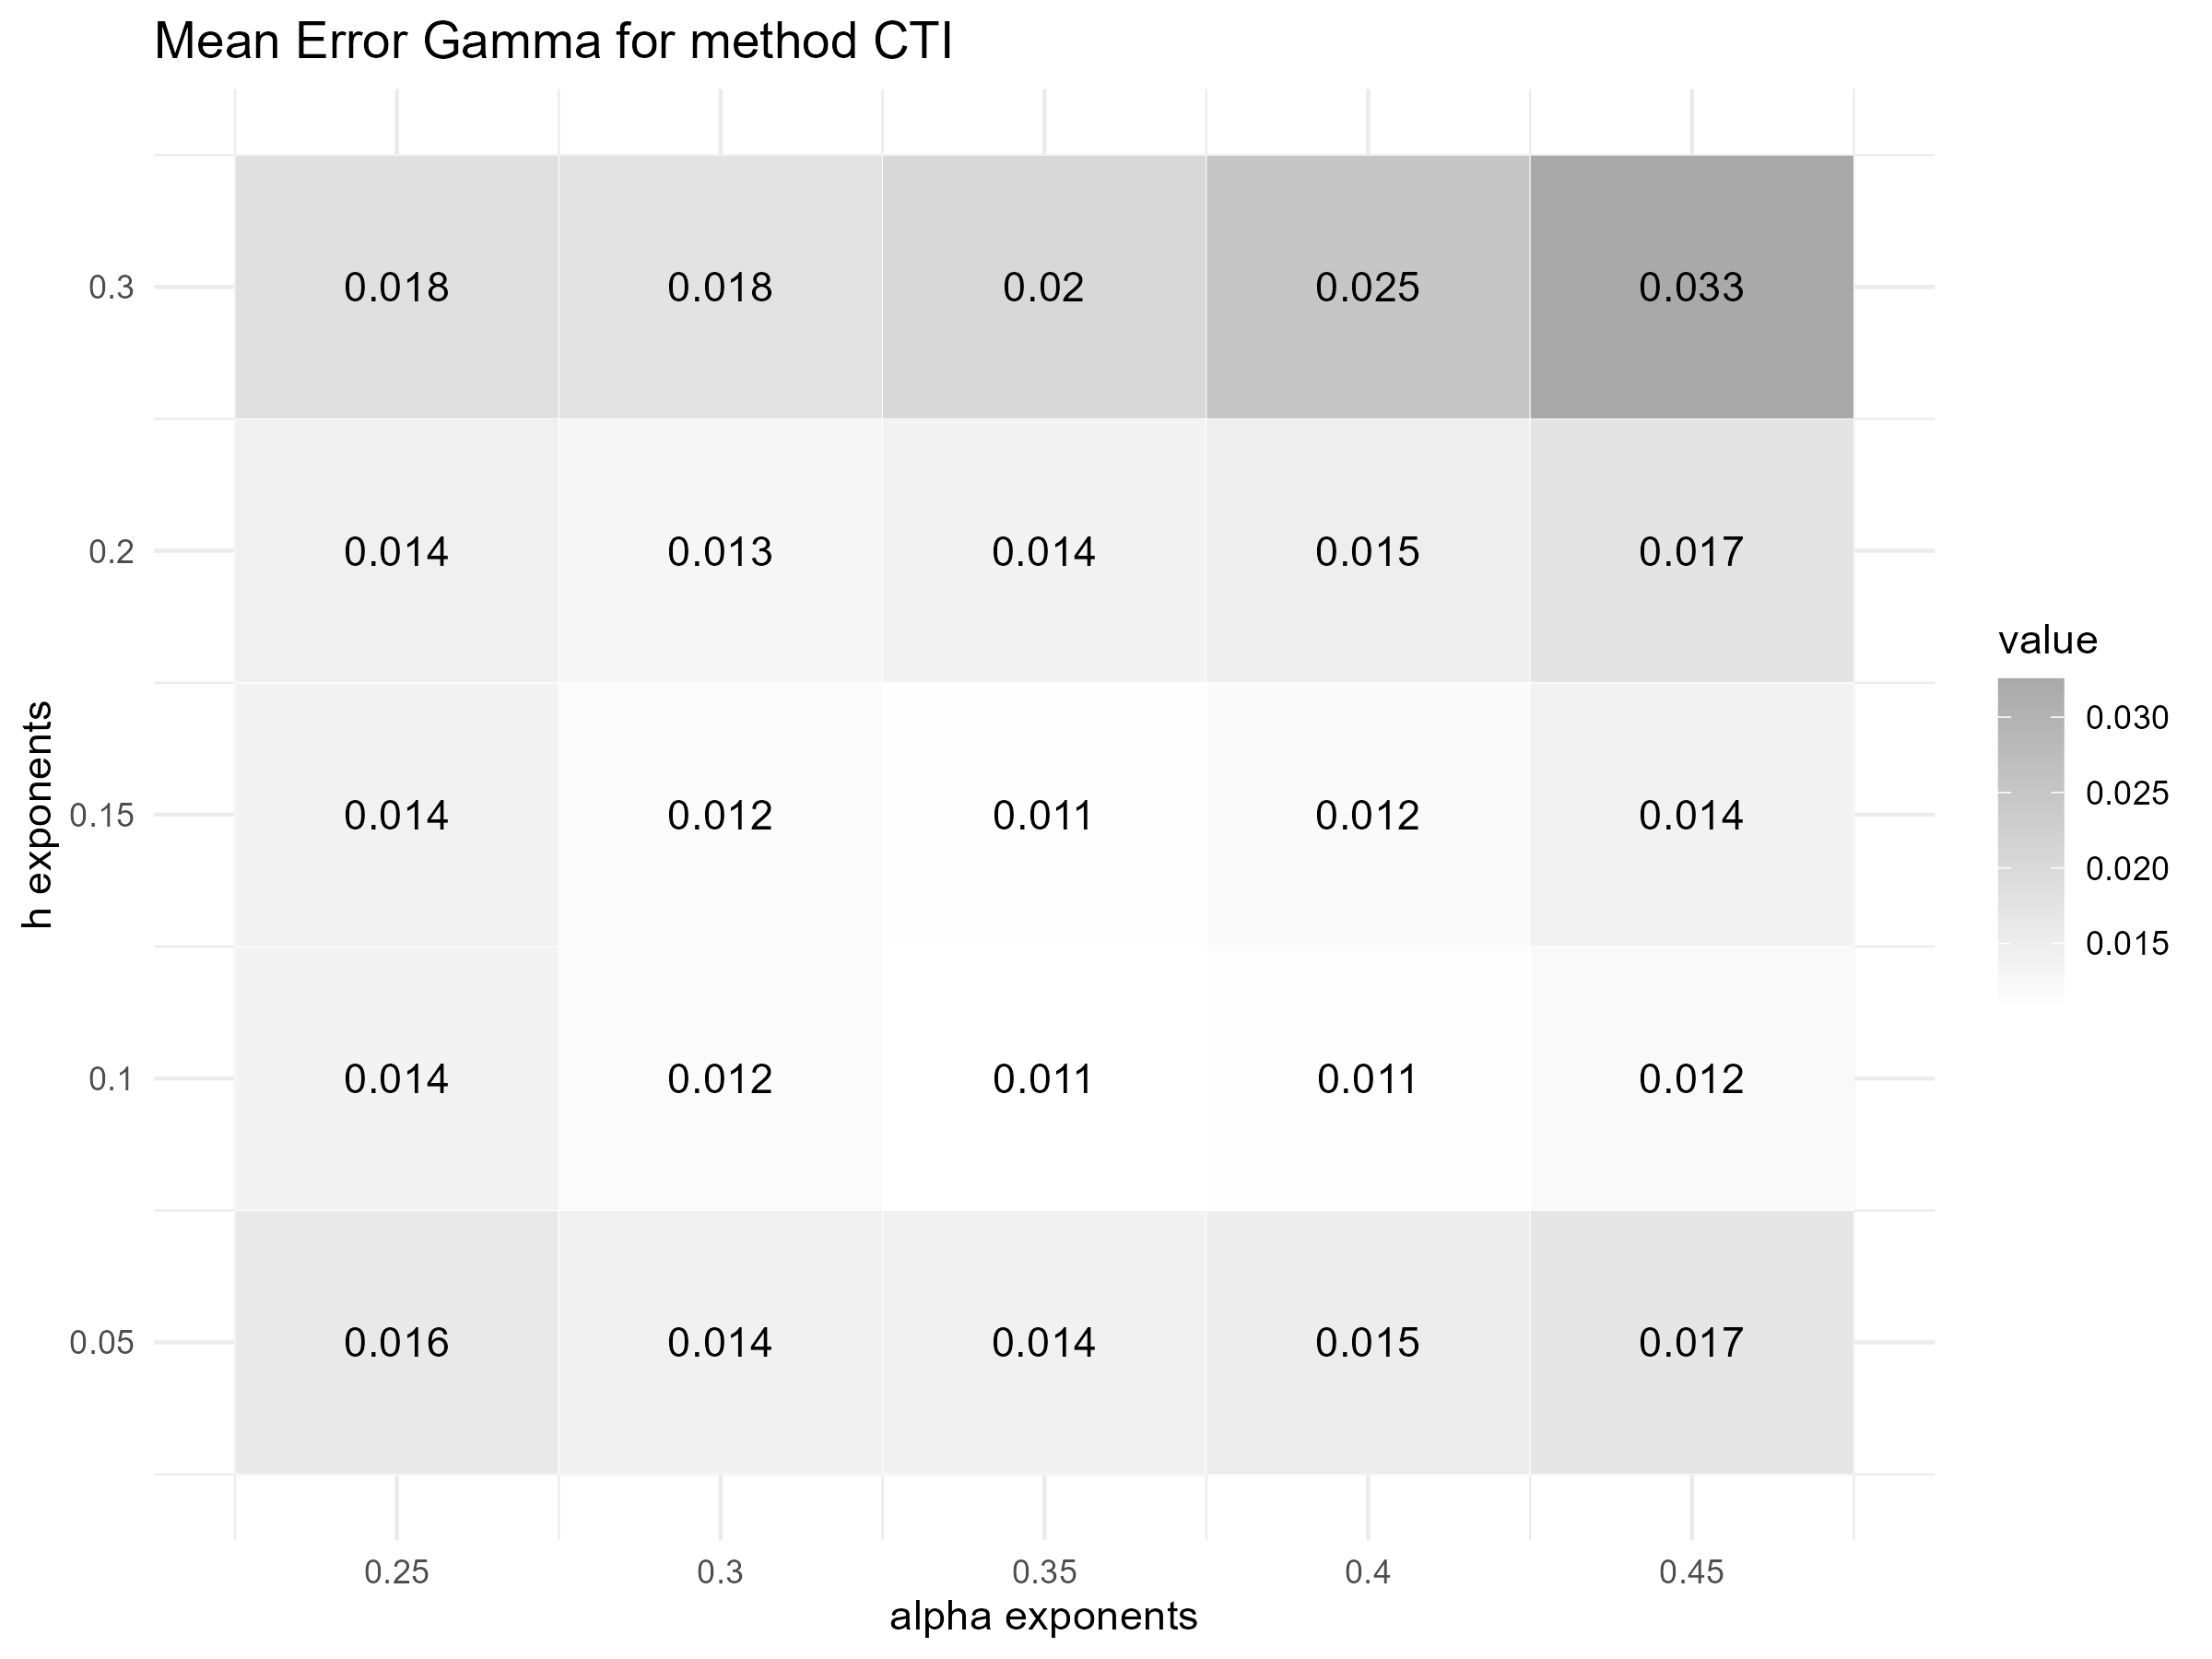 Mean Error Gamma for method CTI
h exponents
0.3 0.018 0.018 0.02 0.025 0.033
0.2 0.014 0.013 0.014 0.015 0.017
0.15 0.014 0.012 0.011 0.012 0.014
0.1 0.014 0.012 0.011 0.011 0.012
0.05 0.016 0.014 0.014 0.015 0.017
0.25 0.3 0.35 0.4 0.45
alpha exponents
value
0.030
0.025
0.020
0.015